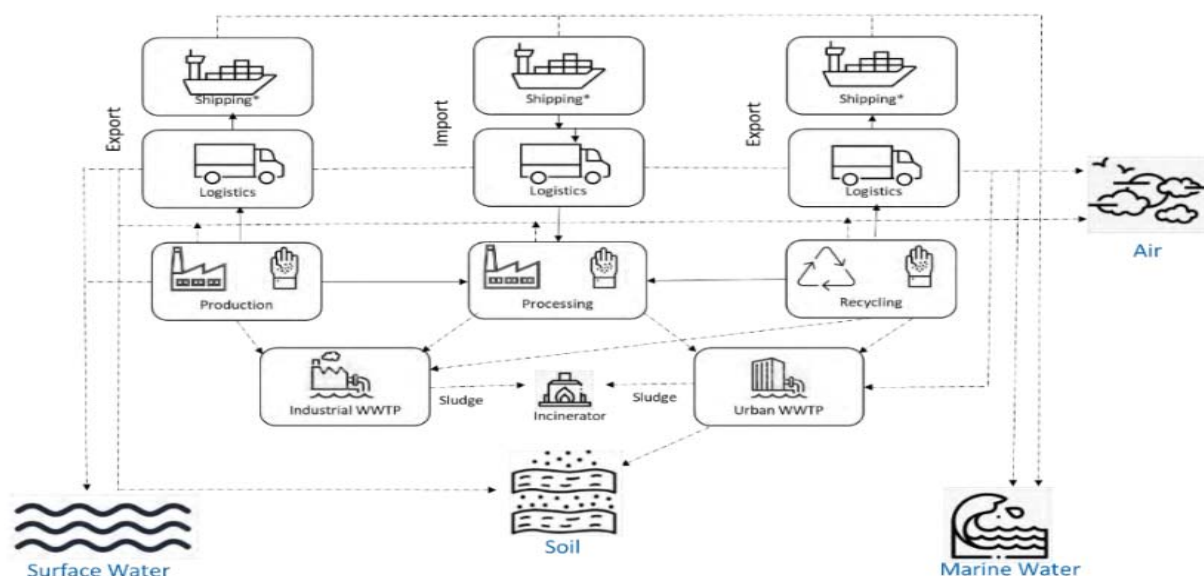 Shipping*
Shipping*
Shipping*
Export
Import
Export
Logistics
Logistics
Logistics
Air
Production
Processing
Recycling
Industrial WWTP
Sludge
Incinerator
Sludge
Urban WWTP
Surface Water
Soil
Marine Water